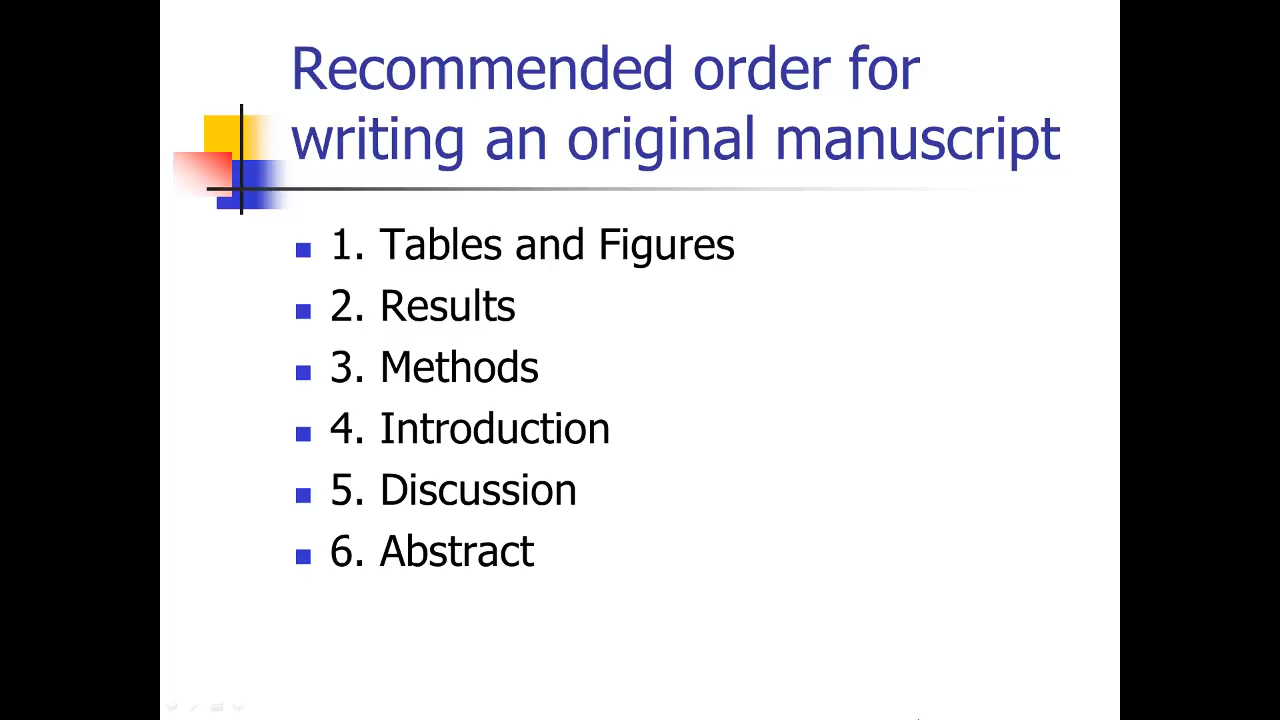 Recommended order for
writing an original manuscript
1. Tables and Figures
2. Results
3. Methods
4. Introduction
5. Discussion
6. Abstract